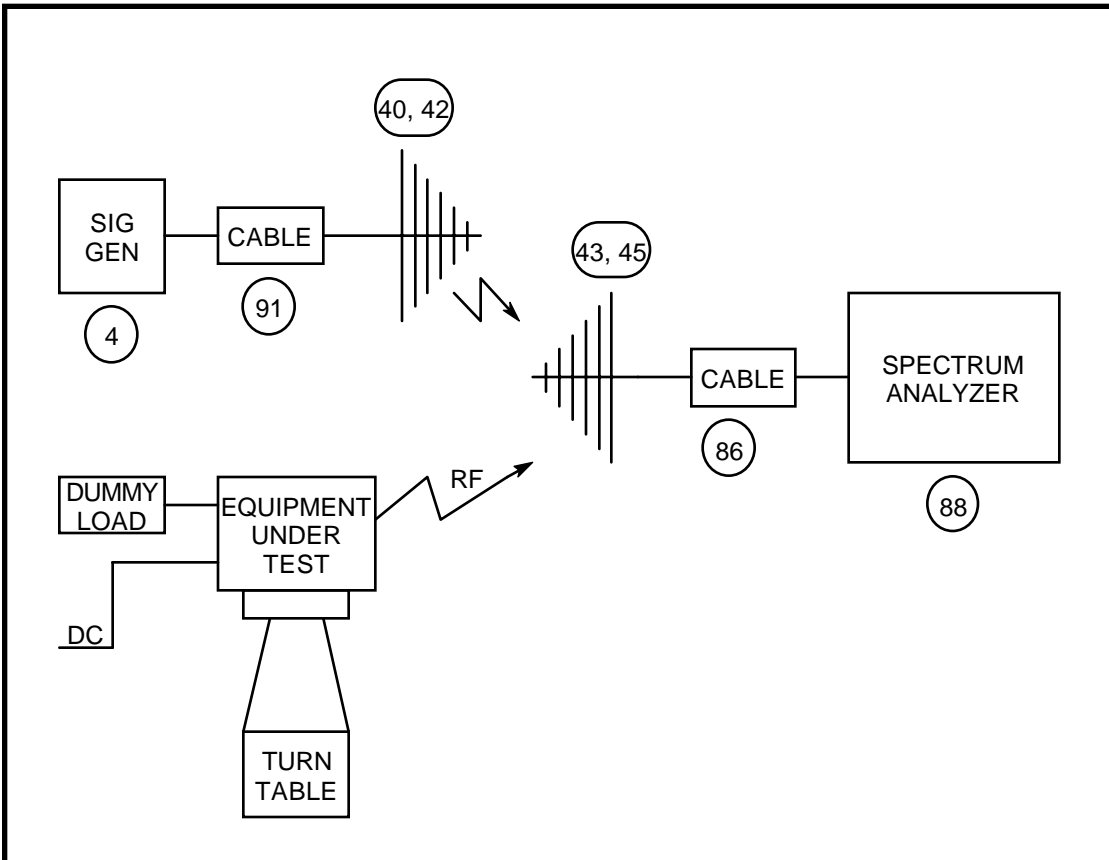 40, 42
SIG
GEN
CABLE
43, 45
4
91
CABLE
SPECTRUM
ANALYZER
86
88
DUMMY
LOAD
EQUIPMENT
UNDER
TEST
RF
DC
TURN
TABLE